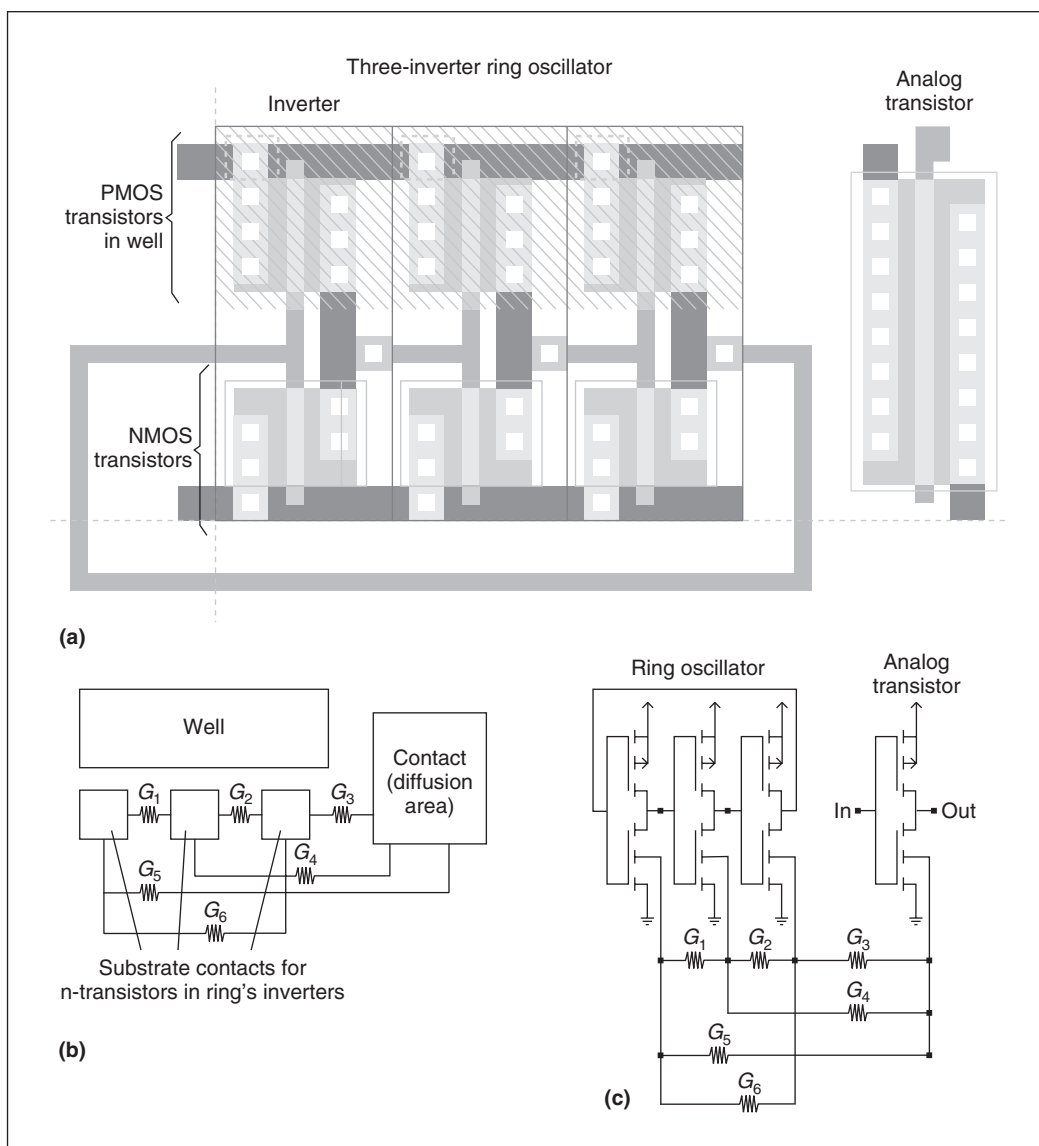 Three-inverter ring oscillator
Analog
transistor
Inverter
PMOS
transistors
in well
NMOS
transistors
(a)
Well
Contact
(diffusion
area)
G1
G2
G3
G4
G5
G6
Substrate contacts for
n-transistors in ring's inverters
(b)
Ring oscillator
Analog
transistor
In
Out
G1
G2
G3
G4
G5
G6
(c)